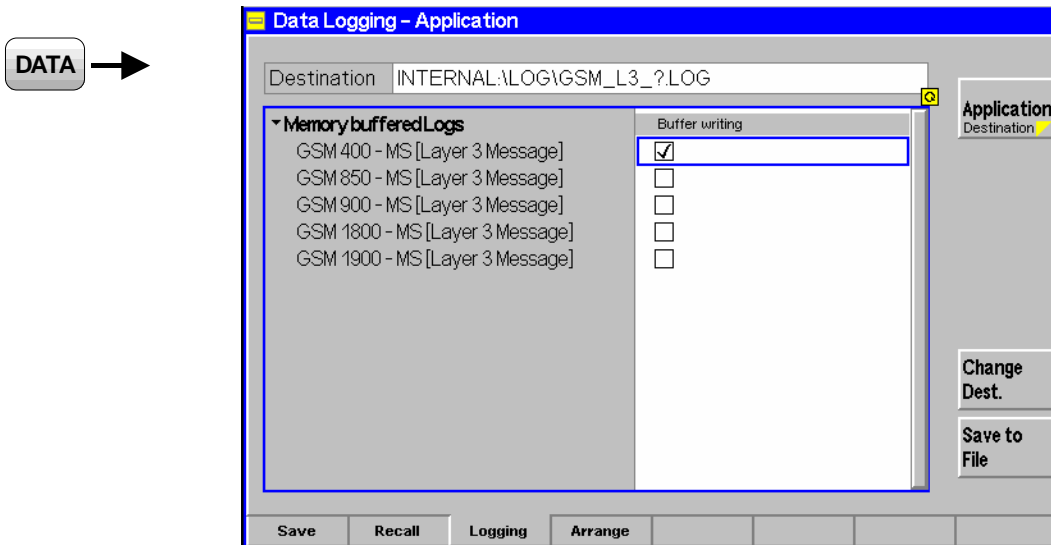 Data Logging - Application
DATA
Destination INTERNAL:\LOG\GSM_L3_?.LOG
Application
Destination
Memory buffered Logs Buffer writing
GSM 400 - MS [Layer 3 Message]
GSM 850 - MS [Layer 3 Message]
GSM 900 - MS [Layer 3 Message]
GSM 1800 - MS [Layer 3 Message]
GSM 1900 - MS [Layer 3 Message]
Change
Dest.
Save to
File
Save Recall Logging Arrange